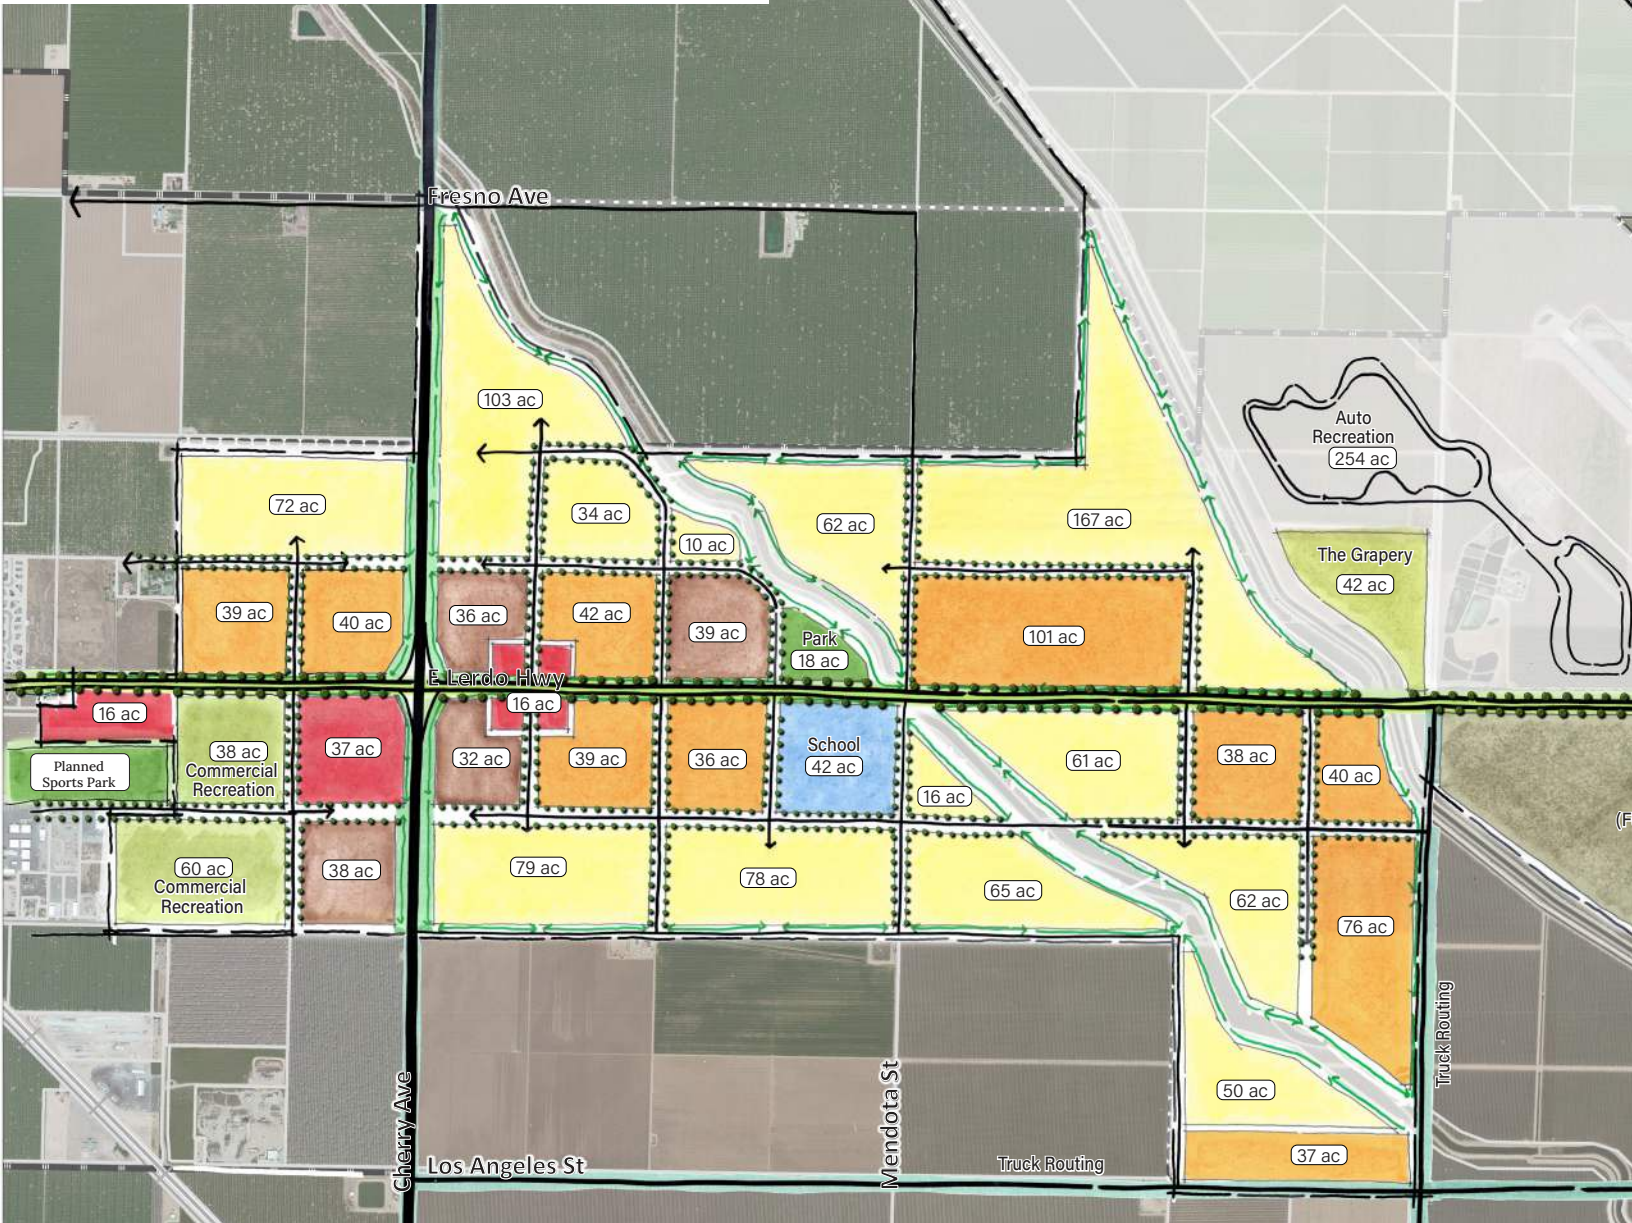 Fresno Ave
103 ac
Auto
Recreation
254 ac
72 ac
34 ac
62 ac
167 ac
10 ac
The Grapery
42 ac
39 ac
40 ac
36 ac
42 ac
39 ac
Park
18 ac
101 ac
E Lerdo Hwy
16 ac
16 ac
38 ac
Commercial
Recreation
37 ac
32 ac
39 ac
36 ac
School
42 ac
61 ac
38 ac
40 ac
Planned
Sports Park
16 ac
(F
60 ac
Commercial
Recreation
38 ac
79 ac
78 ac
65 ac
62 ac
76 ac
Truck Routing
50 ac
Cherry Ave
Mendota St
Los Angeles St
Truck Routing
37 ac